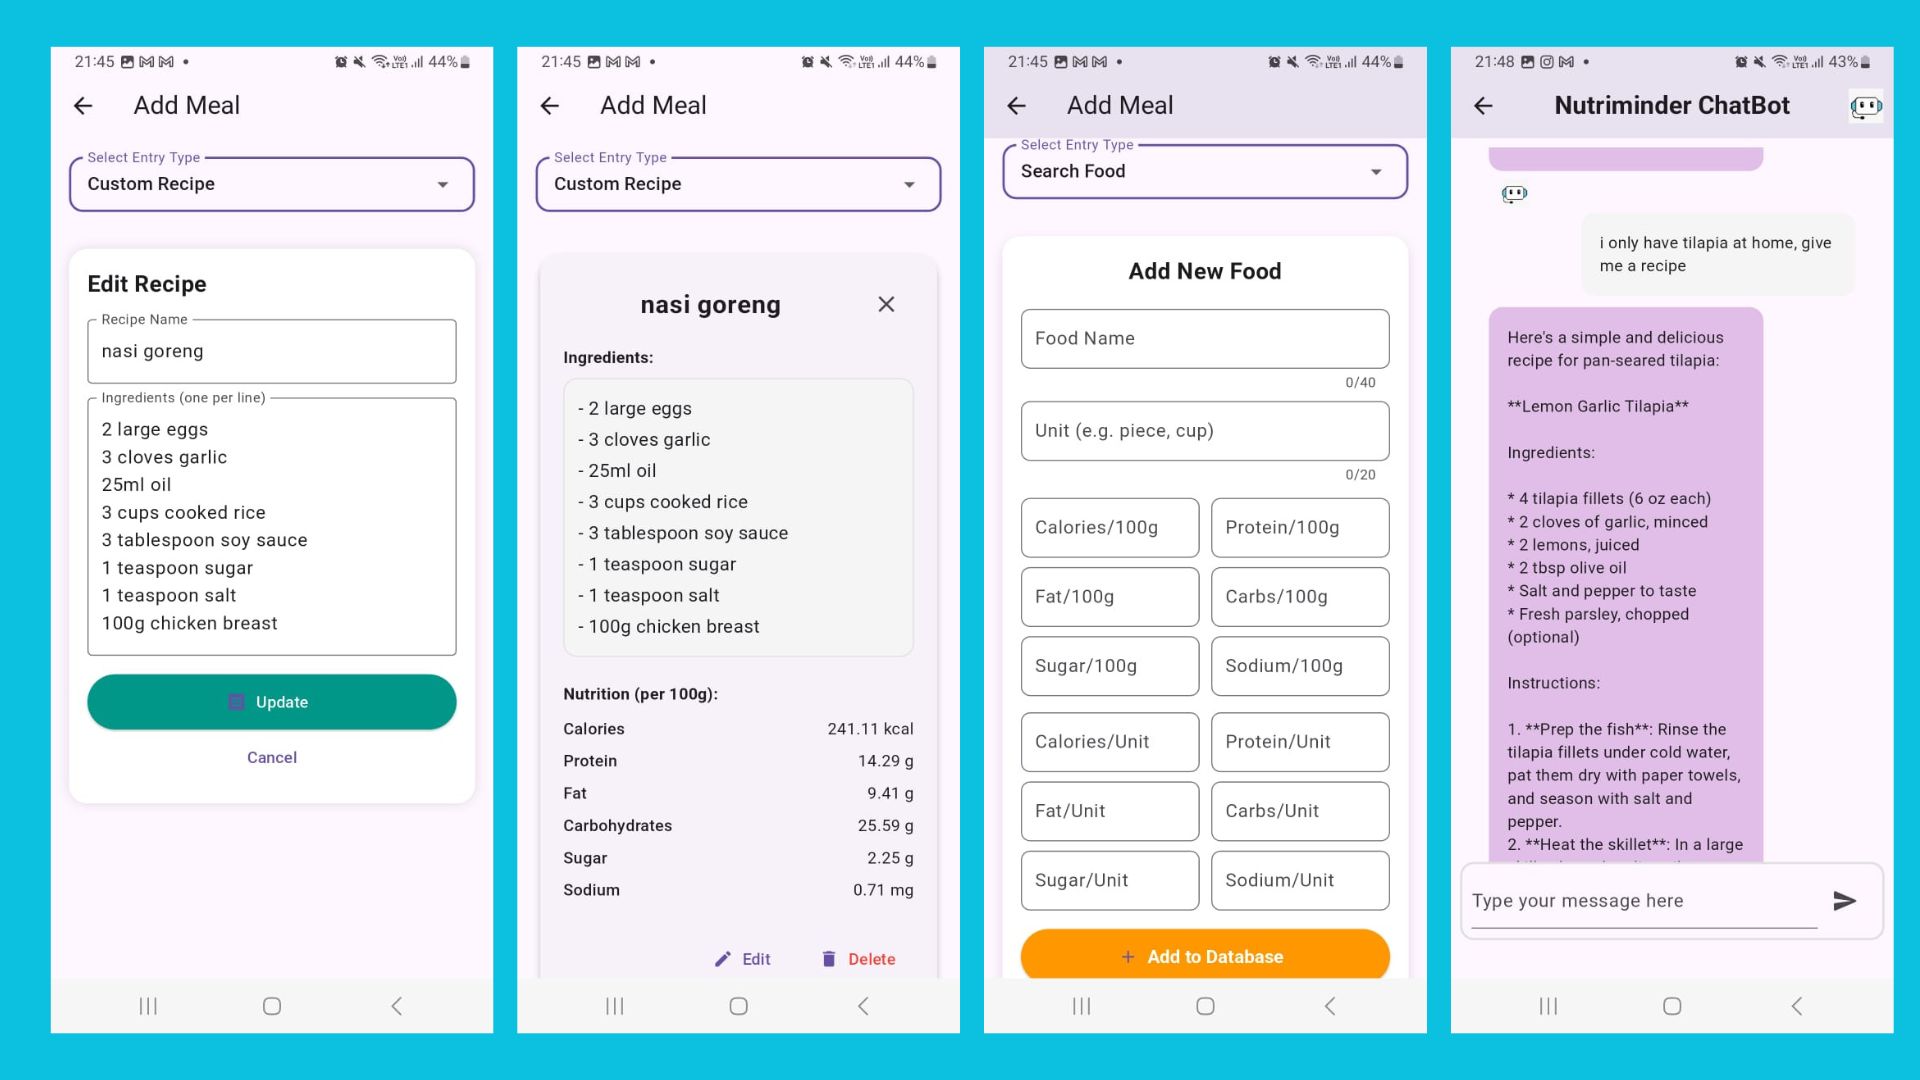 21:45
44%
Add Meal
Select Entry Type
Custom Recipe
Edit Recipe
Recipe Name
nasi goreng
Ingredients (one per line)
2 large eggs
3 cloves garlic
25ml oil
3 cups cooked rice
3 tablespoon soy sauce
1 teaspoon sugar
1 teaspoon salt
100g chicken breast
Update
Cancel
21:45
44%
Add Meal
Select Entry Type
Custom Recipe
nasi goreng
Ingredients:
- 2 large eggs
- 3 cloves garlic
- 25ml oil
- 3 cups cooked rice
- 3 tablespoon soy sauce
- 1 teaspoon sugar
- 1 teaspoon salt
- 100g chicken breast
Nutrition (per 100g):
Calories 241.11 kcal
Protein 14.29 g
Fat 9.41 g
Carbohydrates 25.59 g
Sugar 2.25 g
Sodium 0.71 mg
Edit Delete
21:45
44%
Add Meal
Select Entry Type
Search Food
Add New Food
Food Name
0/40
Unit (e.g. piece, cup)
0/20
Calories/100g Protein/100g
Fat/100g Carbs/100g
Sugar/100g Sodium/100g
Calories/Unit Protein/Unit
Fat/Unit Carbs/Unit
Sugar/Unit Sodium/Unit
+ Add to Database
21:48
43%
Nutriminder ChatBot
i only have tilapia at home, give
me a recipe
Here's a simple and delicious
recipe for pan-seared tilapia:
**Lemon Garlic Tilapia**
Ingredients:
* 4 tilapia fillets (6 oz each)
* 2 cloves of garlic, minced
* 2 lemons, juiced
* 2 tbsp olive oil
* Salt and pepper to taste
* Fresh parsley, chopped
(optional)
Instructions:
1. **Prep the fish**: Rinse the
tilapia fillets under cold water,
pat them dry with paper towels,
and season with salt and
pepper.
2. **Heat the skillet**: In a large
Type your message here